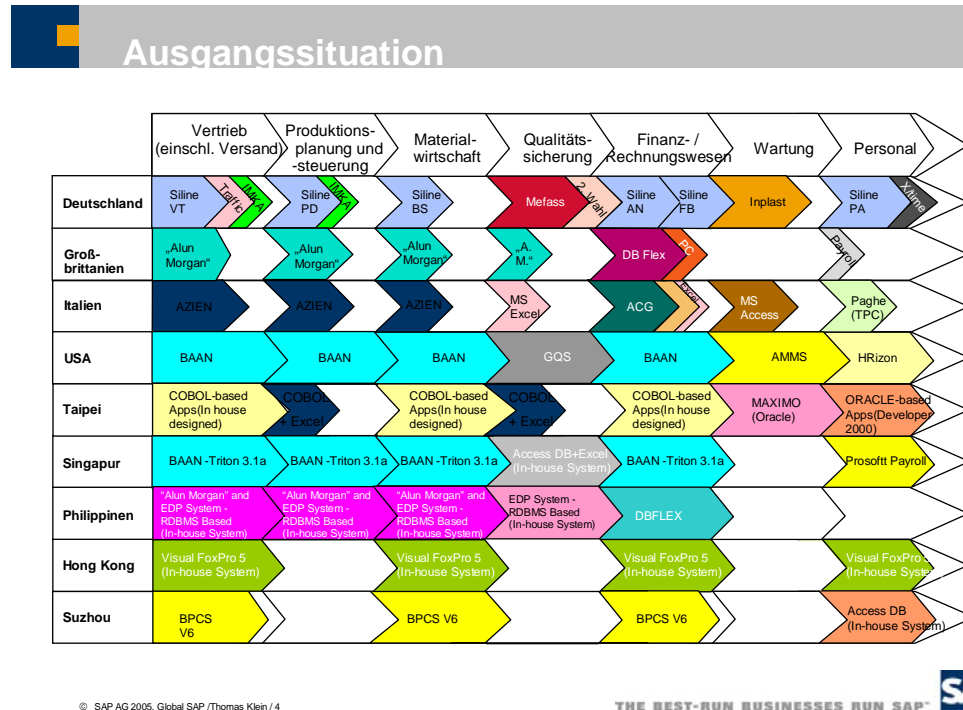 Ausgangssituation
Vertrieb
(einschl. Versand)
Produktions-
planung und
-steuerung
Material-
wirtschaft
Qualitäts-
sicherung
Finanz- /
Rechnungswesen
Wartung
Personal
Deutschland
Siline
VT
Traffic
IMKA
Siline
PD
IMKA
Siline
BS
Mefass
2. Wahl
Siline
AN
Siline
FB
Inplast
Siline
PA
X/time
Groß-
brittanien
„Alun
Morgan“
„Alun
Morgan“
„Alun
Morgan“
„A.
M.“
DB Flex
PC
Payroll
Italien
AZIEN
AZIEN
AZIEN
MS
Excel
ACG
Excel
MS
Access
Paghe
(TPC)
USA
BAAN
BAAN
BAAN
GQS
BAAN
AMMS
HRizon
Taipei
COBOL-based
Apps(In house
designed)
COBOL
+ Excel
COBOL-based
Apps(In house
designed)
COBOL
+ Excel
COBOL-based
Apps(In house
designed)
MAXIMO
(Oracle)
ORACLE-based
Apps(Developer
2000)
Singapur
BAAN -Triton 3.1a
BAAN -Triton 3.1a
BAAN -Triton 3.1a
Access DB+Excel
(In-house System)
BAAN -Triton 3.1a
Prosoftt Payroll
Philippinen
“Alun Morgan” and
EDP System -
RDBMS Based
(In-house System)
“Alun Morgan” and
EDP System -
RDBMS Based
(In-house System)
“Alun Morgan” and
EDP System -
RDBMS Based
(In-house System)
EDP System -
RDBMS Based
(In-house System)
DBFLEX
Hong Kong
Visual FoxPro 5
(In-house System)
Visual FoxPro 5
(In-house System)
Visual FoxPro 5
(In-house System)
Visual FoxPro 5
(In-house System)
Suzhou
BPCS
V6
BPCS V6
BPCS V6
Access DB
(In-house System)
© SAP AG 2005, Global SAP /Thomas Klein / 4
THE BEST-RUN BUSINESSES RUN SAP™